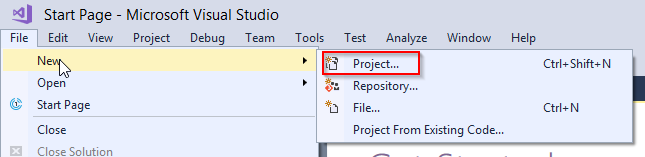 Start Page - Microsoft Visual Studio
File Edit View Project Debug Team Tools Test Analyze Window Help
New
Open
Start Page
Close
Close Solution
Project... Ctrl+Shift+N
Repository...
File... Ctrl+N
Project From Existing Code...